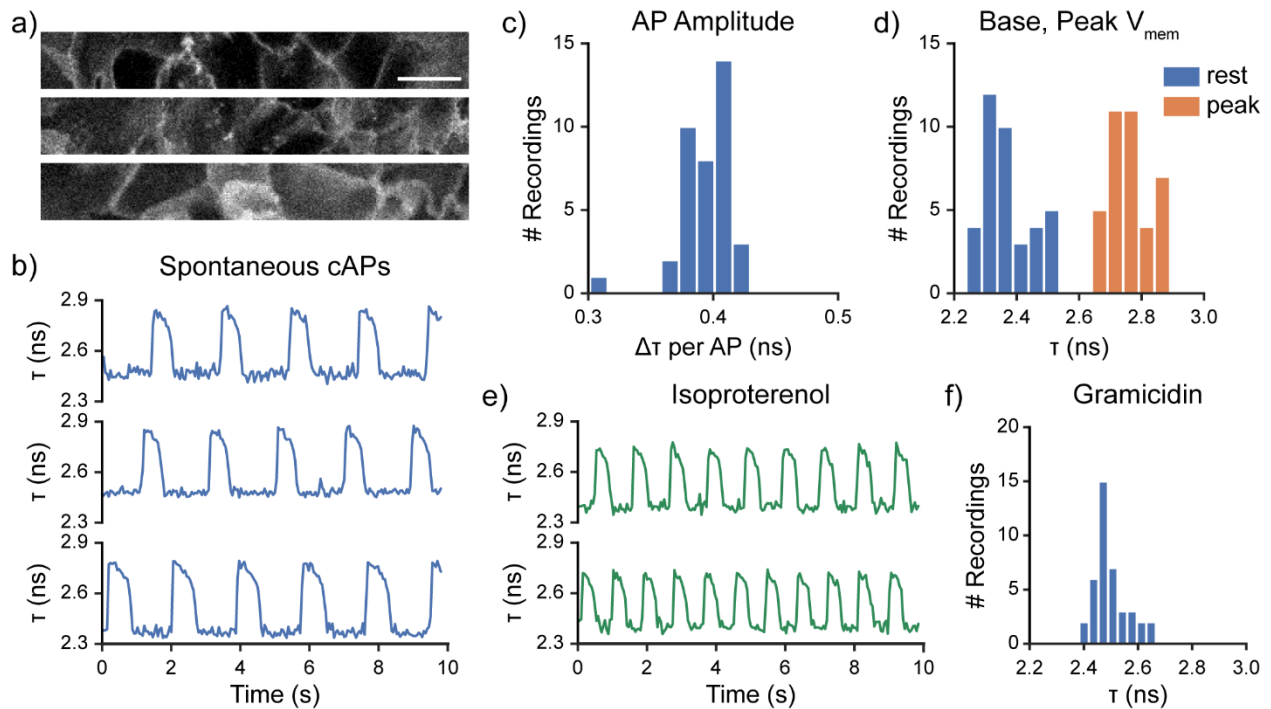 a)
b)
Spontaneous cAPs
2.9
2.6
2.3
τ (ns)
2.9
2.6
2.3
τ (ns)
2.9
2.6
2.3
τ (ns)
0 2 4 6 8 10
Time (s)
c)
AP Amplitude
15
10
5
0
# Recordings
0.3 0.4 0.5
Δτ per AP (ns)
d)
Base, Peak Vmem
rest
peak
15
10
5
0
# Recordings
2.2 2.4 2.6 2.8 3.0
τ (ns)
e)
Isoproterenol
2.9
2.6
2.3
τ (ns)
2.9
2.6
2.3
τ (ns)
0 2 4 6 8 10
Time (s)
f)
Gramicidin
20
15
10
5
0
# Recordings
2.2 2.4 2.6 2.8 3.0
τ (ns)